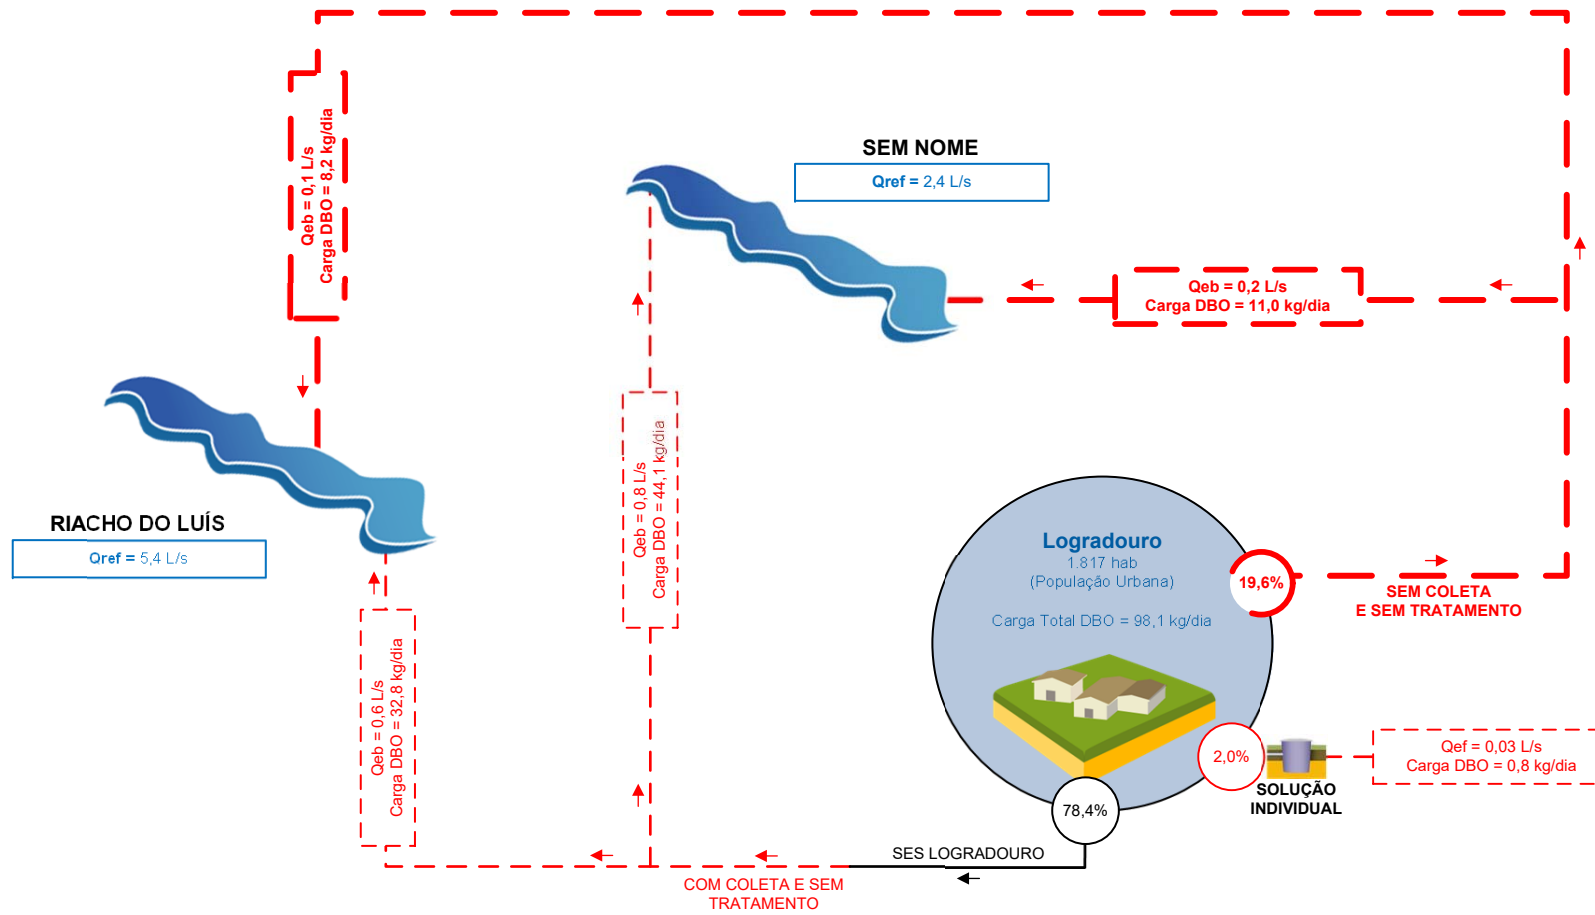 SEM NOME
Qref = 2,4 L/s
Qeb = 0,1 L/s
Carga DBO = 8,2 kg/dia
Qeb = 0,2 L/s
Carga DBO = 11,0 kg/dia
RIACHO DO LUÍS
Qref = 5,4 L/s
Qeb = 0,8 L/s
Carga DBO = 44,1 kg/dia
Qeb = 0,6 L/s
Carga DBO = 32,8 kg/dia
Logradouro
1.817 hab
(População Urbana)
Carga Total DBO = 98,1 kg/dia
19,6%
SEM COLETA
E SEM TRATAMENTO
2,0%
SOLUÇÃO
INDIVIDUAL
Qef = 0,03 L/s
Carga DBO = 0,8 kg/dia
78,4%
SES LOGRADOURO
COM COLETA E SEM
TRATAMENTO